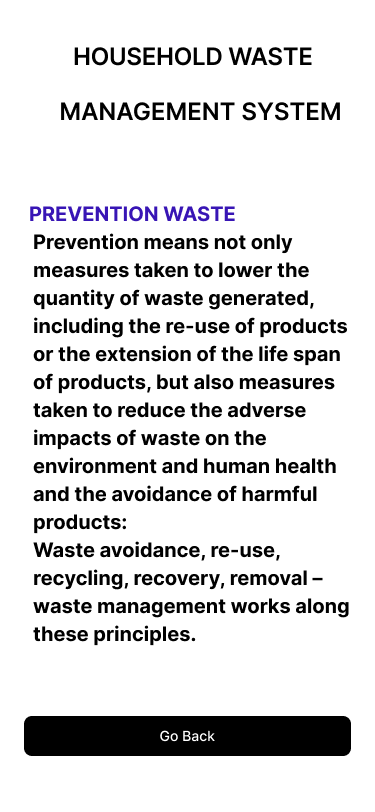 HOUSEHOLD WASTE
MANAGEMENT SYSTEM
PREVENTION WASTE
Prevention means not only
measures taken to lower the
quantity of waste generated,
including the re-use of products
or the extension of the life span
of products, but also measures
taken to reduce the adverse
impacts of waste on the
environment and human health
and the avoidance of harmful
products:
Waste avoidance, re-use,
recycling, recovery, removal –
waste management works along
these principles.
Go Back